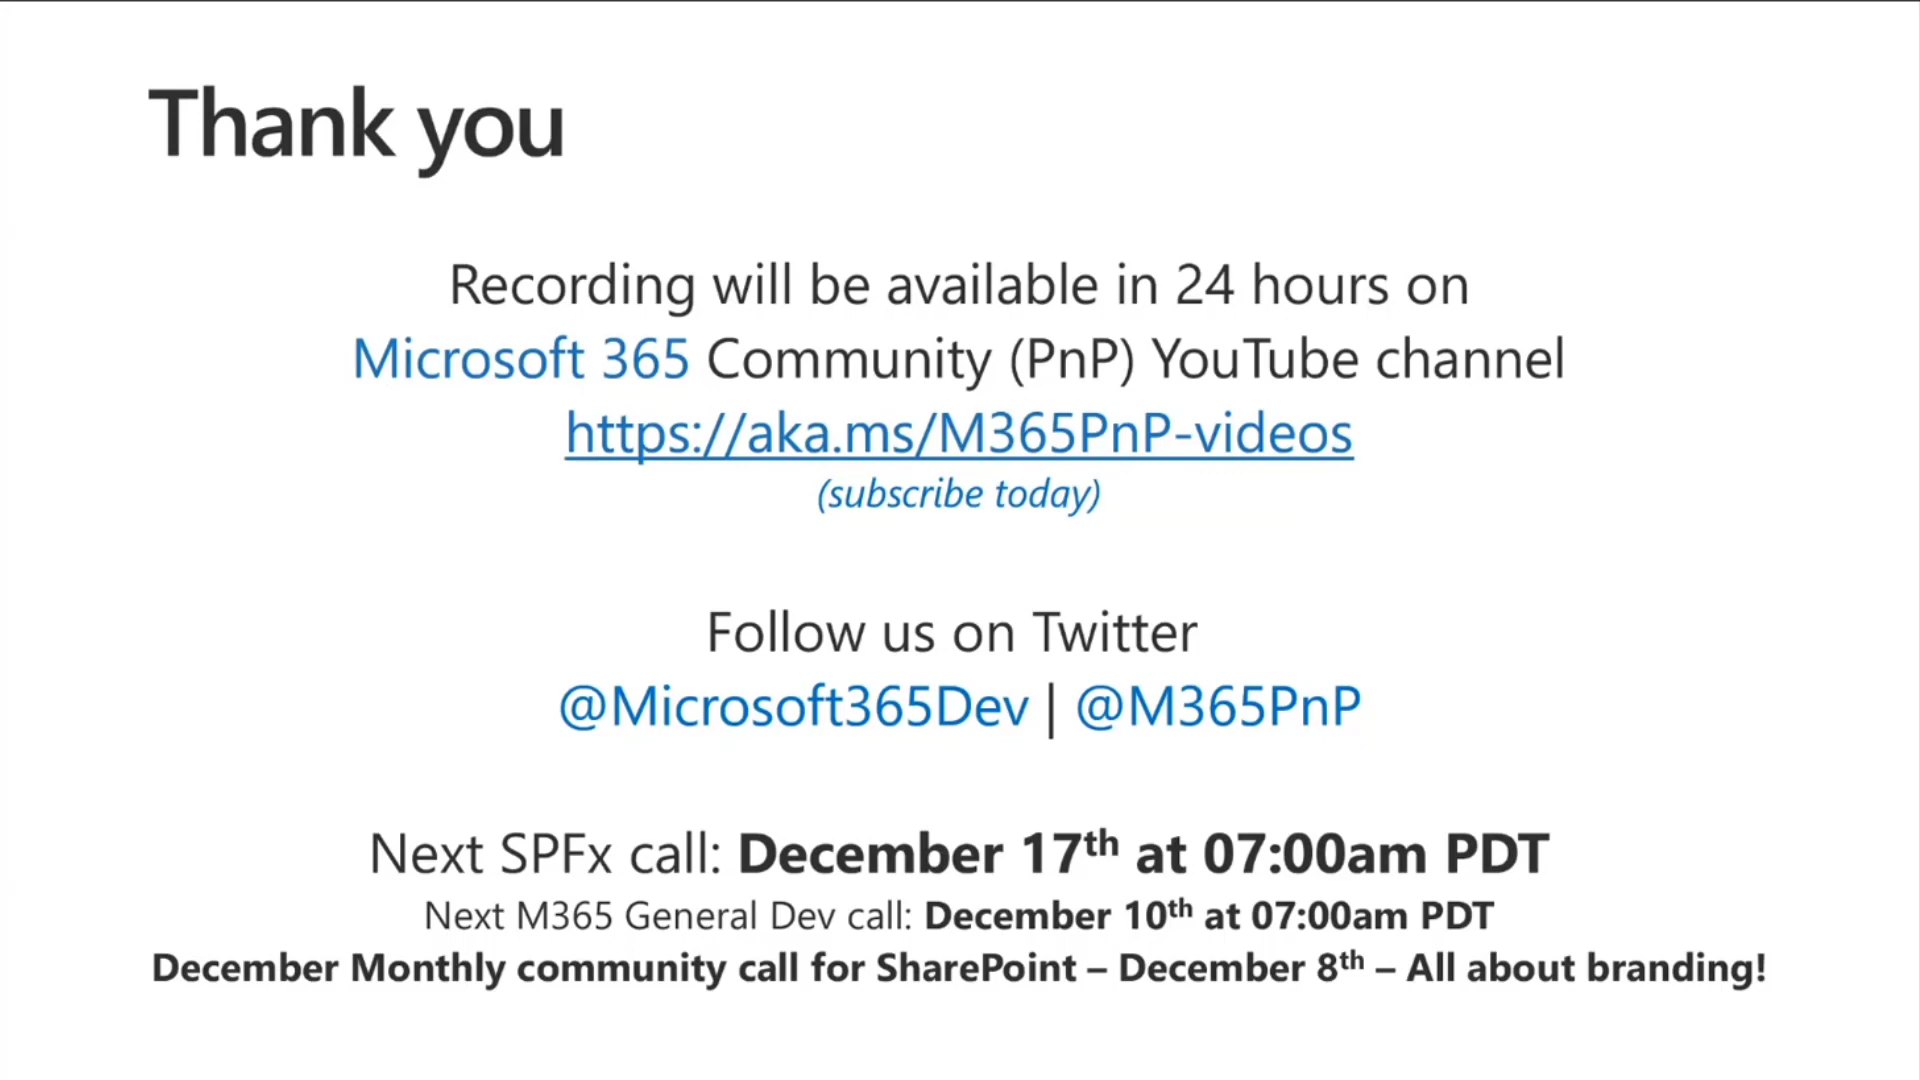 Thank you
Recording will be available in 24 hours on
Microsoft 365 Community (PnP) YouTube channel
https://aka.ms/M365PnP-videos
(subscribe today)
Follow us on Twitter
@Microsoft365Dev | @M365PnP
Next SPFx call: December 17th at 07:00am PDT
Next M365 General Dev call: December 10th at 07:00am PDT
December Monthly community call for SharePoint – December 8th – All about branding!